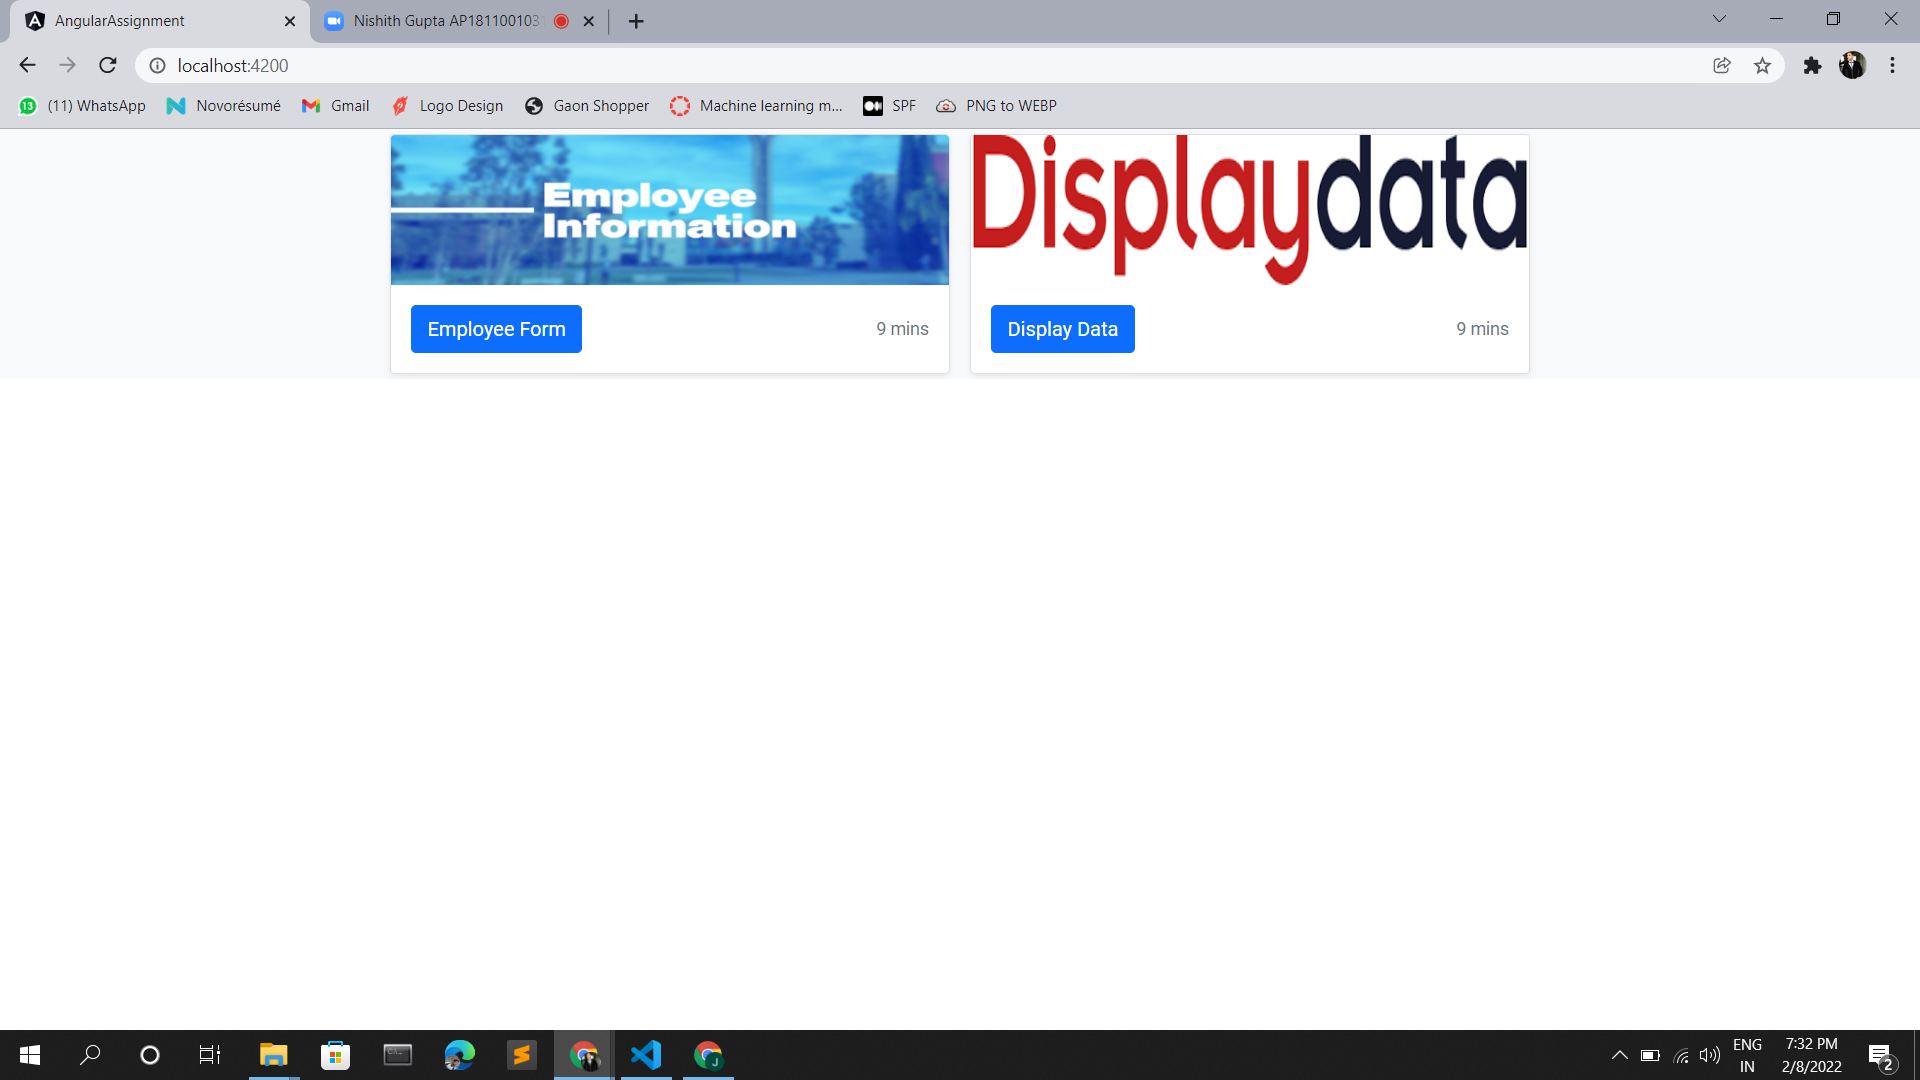 AngularAssignment
Nishith Gupta AP181100103
localhost:4200
13 (11) WhatsApp Novorésumé Gmail Logo Design Gaon Shopper Machine learning m... SPF PNG to WEBP
Employee
Information
Displaydata
Employee Form 9 mins
Display Data 9 mins
ENG
IN
7:32 PM
2/8/2022
2